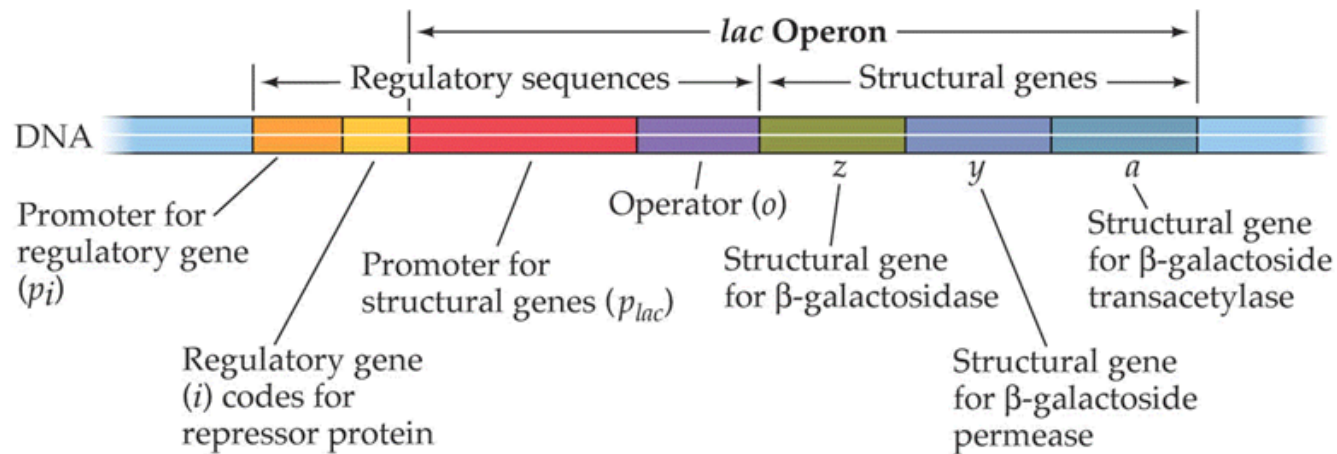 lac Operon
Regulatory sequences
Structural genes
DNA
z
y
a
Promoter for
regulatory gene
(pi)
Regulatory gene
(i) codes for
repressor protein
Promoter for
structural genes (plac)
Operator (o)
Structural gene
for β-galactosidase
Structural gene
for β-galactoside
permease
Structural gene
for β-galactoside
transacetylase